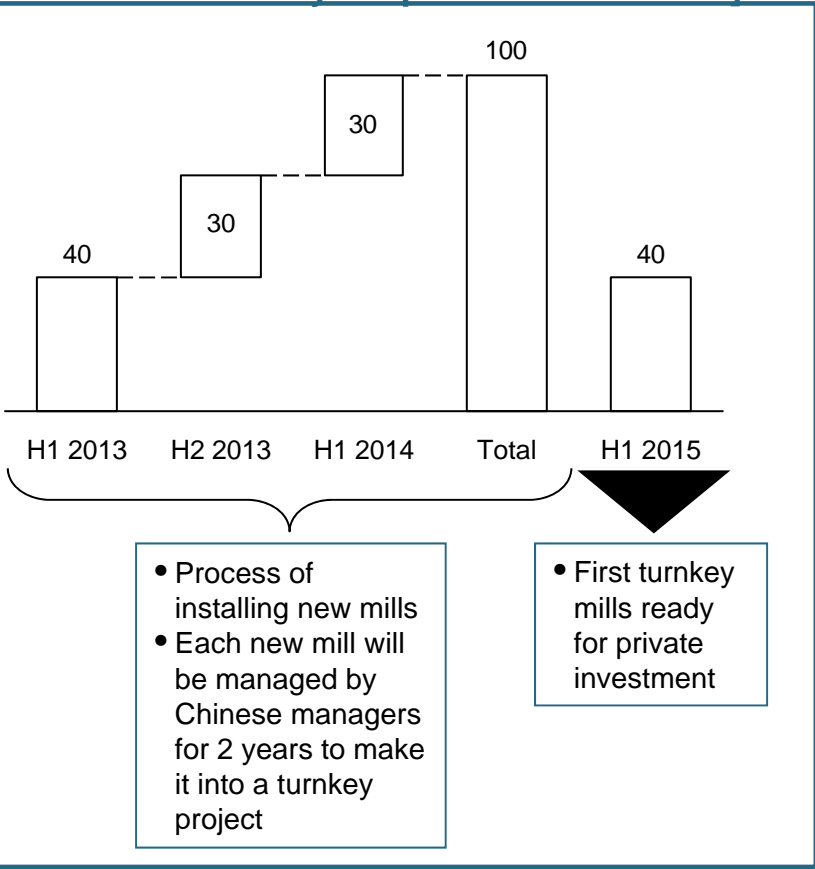 100
30
30
40
40
H1 2013 H2 2013 H1 2014 Total H1 2015
• Process of
installing new mills
• Each new mill will
be managed by
Chinese managers
for 2 years to make
it into a turnkey
project
• First turnkey
mills ready
for private
investment